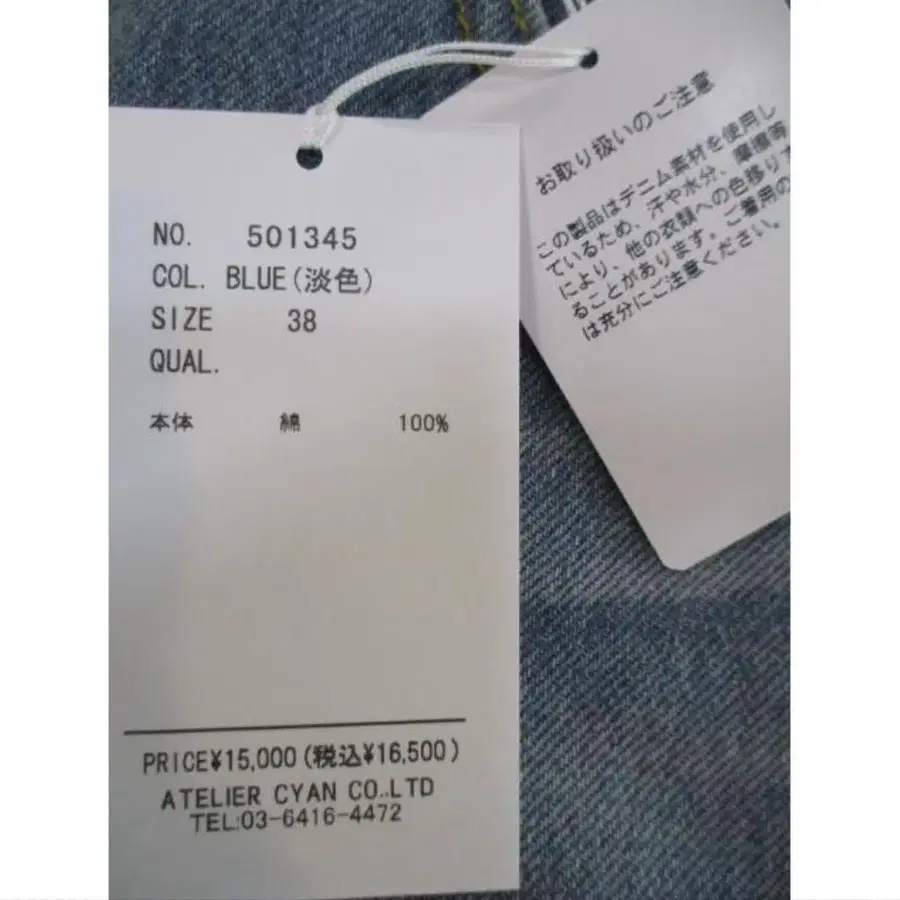 NO. 501345
COL. BLUE(淡色)
SIZE 38
QUAL.
本体 綿 100%
PRICE¥15,000(税込¥16,500)
ATELIER CYAN CO.,LTD
TEL:03-6416-4472
お取り扱いのご注意
この製品はデニム素材を使用し
ているため、汗や水分、摩擦等
により、他の衣類への色移りす
ることがあります。ご着用の
は充分にご注意ください。